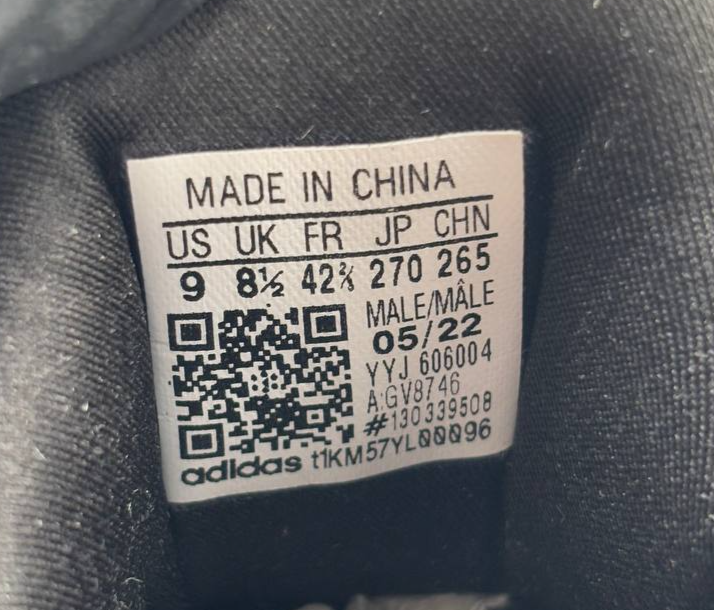 MADE IN CHINA
US UK FR JP CHN
9 8½ 42⅔ 270 265
MALE/MÂLE
05/22
YYJ 606004
A:GV8746
#130339508
adidas t1KM57YL00096